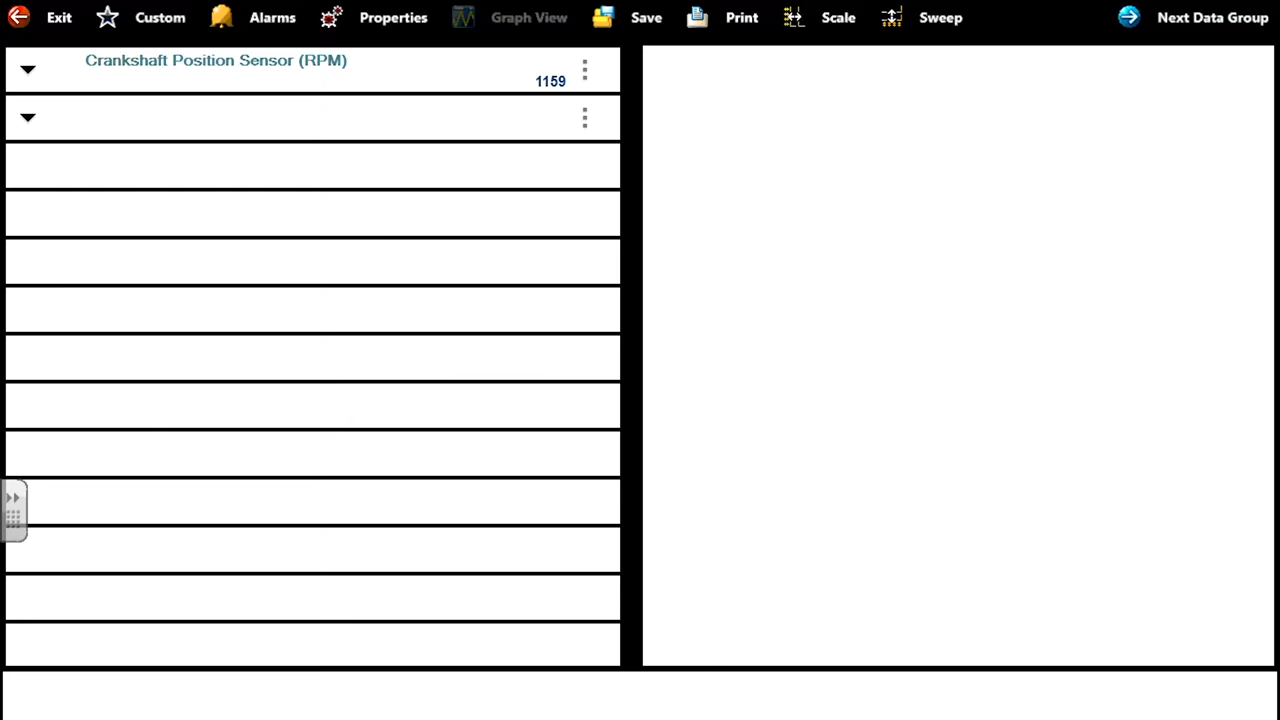 Exit Custom Alarms Properties Graph View Save Print Scale Sweep Next Data Group
Crankshaft Position Sensor (RPM)
1159